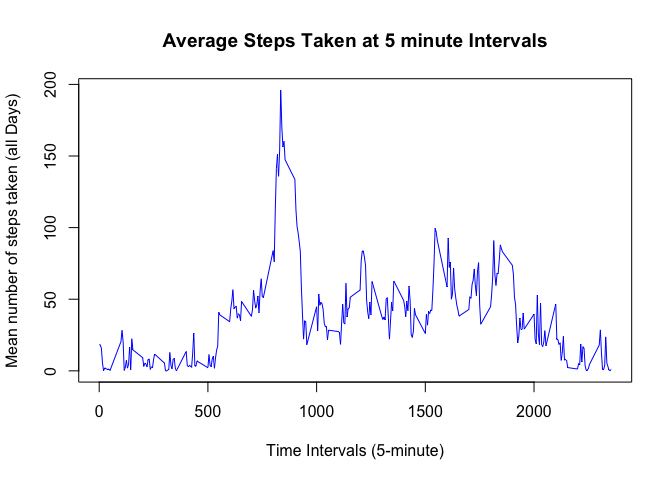 Average Steps Taken at 5 minute Intervals
Mean number of steps taken (all Days)
200
150
100
50
0
0 500 1000 1500 2000
Time Intervals (5-minute)